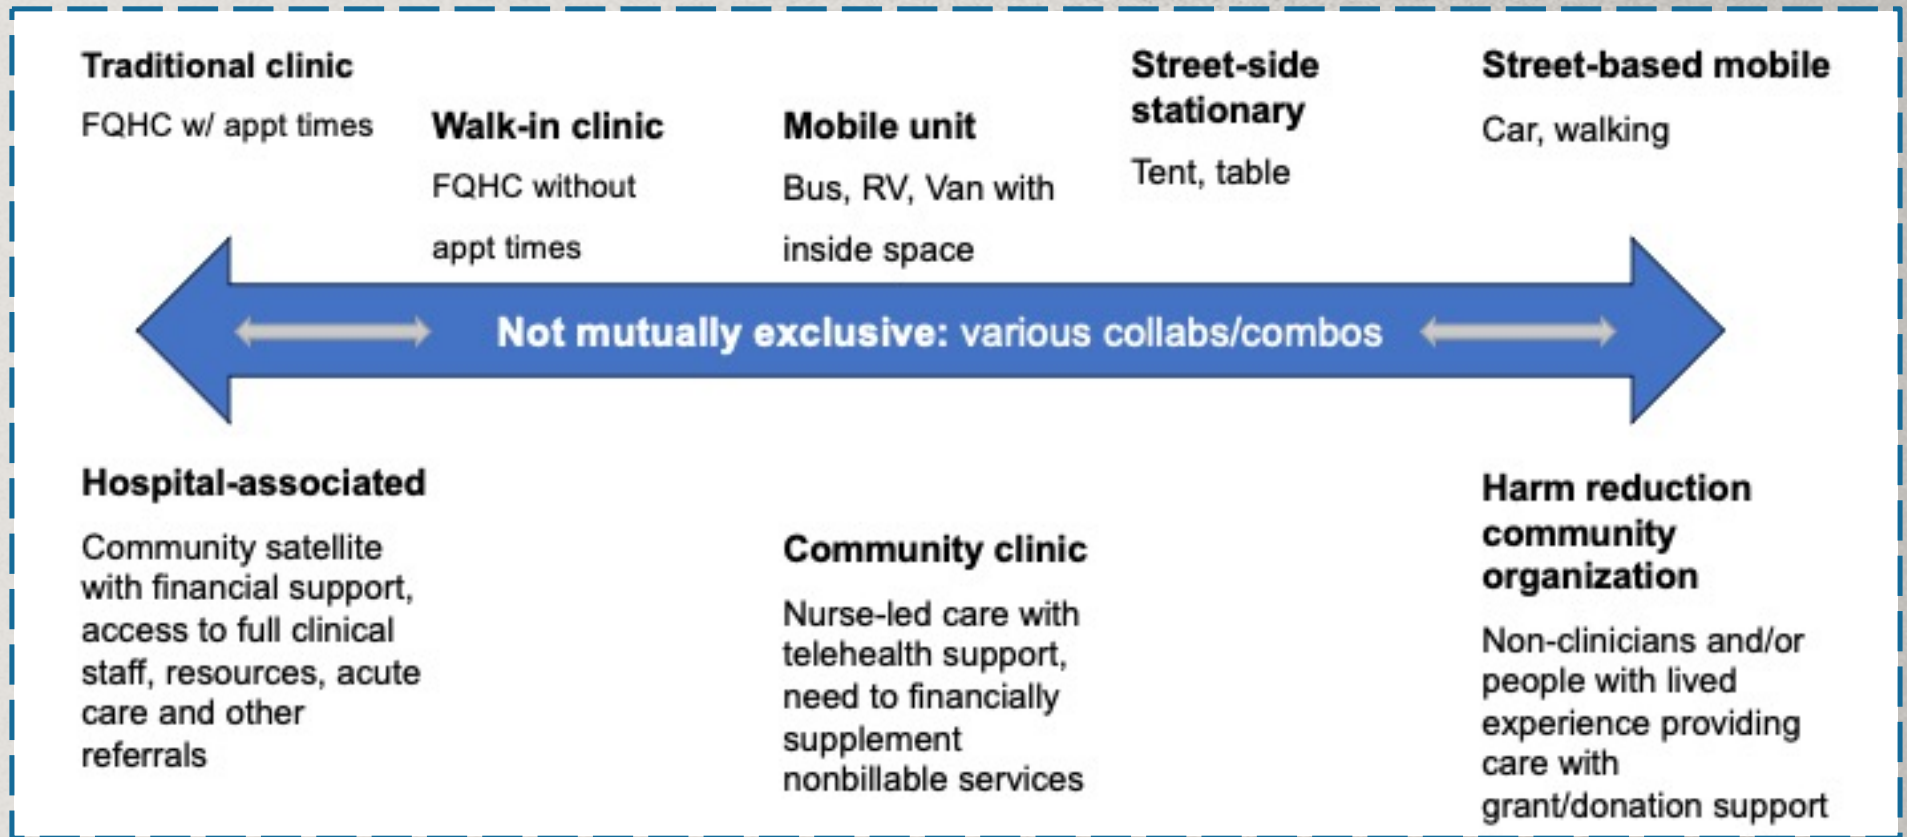 Traditional clinic
FQHC w/ appt times
Walk-in clinic
FQHC without
appt times
Mobile unit
Bus, RV, Van with
inside space
Street-side
stationary
Tent, table
Street-based mobile
Car, walking
Not mutually exclusive: various collabs/combos
Hospital-associated
Community satellite
with financial support,
access to full clinical
staff, resources, acute
care and other
referrals
Community clinic
Nurse-led care with
telehealth support,
need to financially
supplement
nonbillable services
Harm reduction
community
organization
Non-clinicians and/or
people with lived
experience providing
care with
grant/donation support